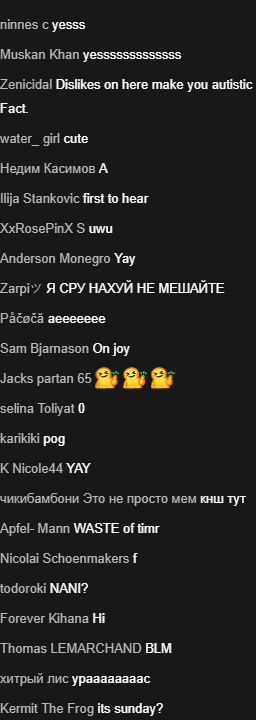 ninnes c yesss
Muskan Khan yesssssssssssss
Zenicidal Dislikes on here make you autistic
Fact.
water_ girl cute
Недим Касимов А
Ilija Stankovic first to hear
XxRosePinX S uwu
Anderson Monegro Yay
Zarpiツ Я СРУ НАХУЙ НЕ МЕШАЙТЕ
Påčøčă aeeeeeee
Sam Bjarnason On joy
Jacks partan 65
selina Toliyat 0
karikiki pog
K Nicole44 YAY
чикибамбони Это не просто мем кнш тут
Apfel- Mann WASTE of timr
Nicolai Schoenmakers f
todoroki NANI?
Forever Kihana Hi
Thomas LEMARCHAND BLM
хитрый лис урааааааас
Kermit The Frog its sunday?